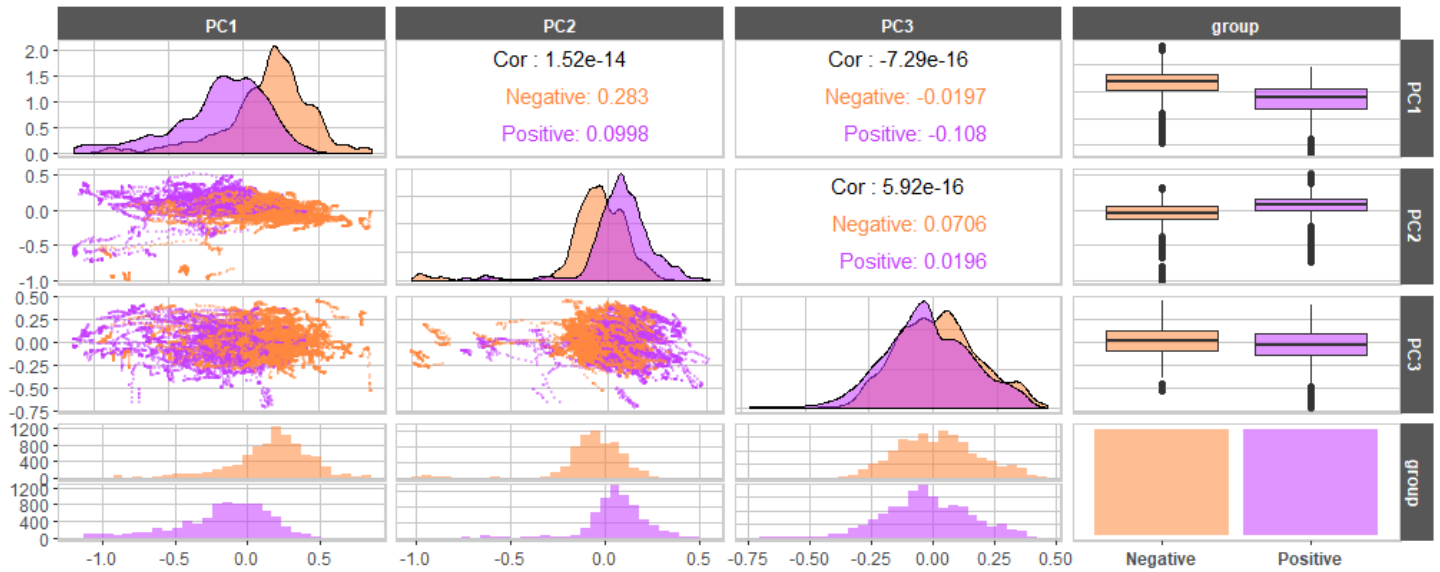 PC1 PC2 PC3 group
2.0
1.5
1.0
0.5
0.0
Cor : 1.52e-14
Negative: 0.283
Positive: 0.0998
Cor : -7.29e-16
Negative: -0.0197
Positive: -0.108
PC1
0.5
0.0
-0.5
-1.0
Cor : 5.92e-16
Negative: 0.0706
Positive: 0.0196
PC2
0.50
0.25
0.00
-0.25
-0.50
-0.75
PC3
1200
800
400
0
1200
800
400
0
group
-1.0 -0.5 0.0 0.5 -1.0 -0.5 0.0 0.5 -0.75 -0.50 -0.25 0.00 0.25 0.50 Negative Positive